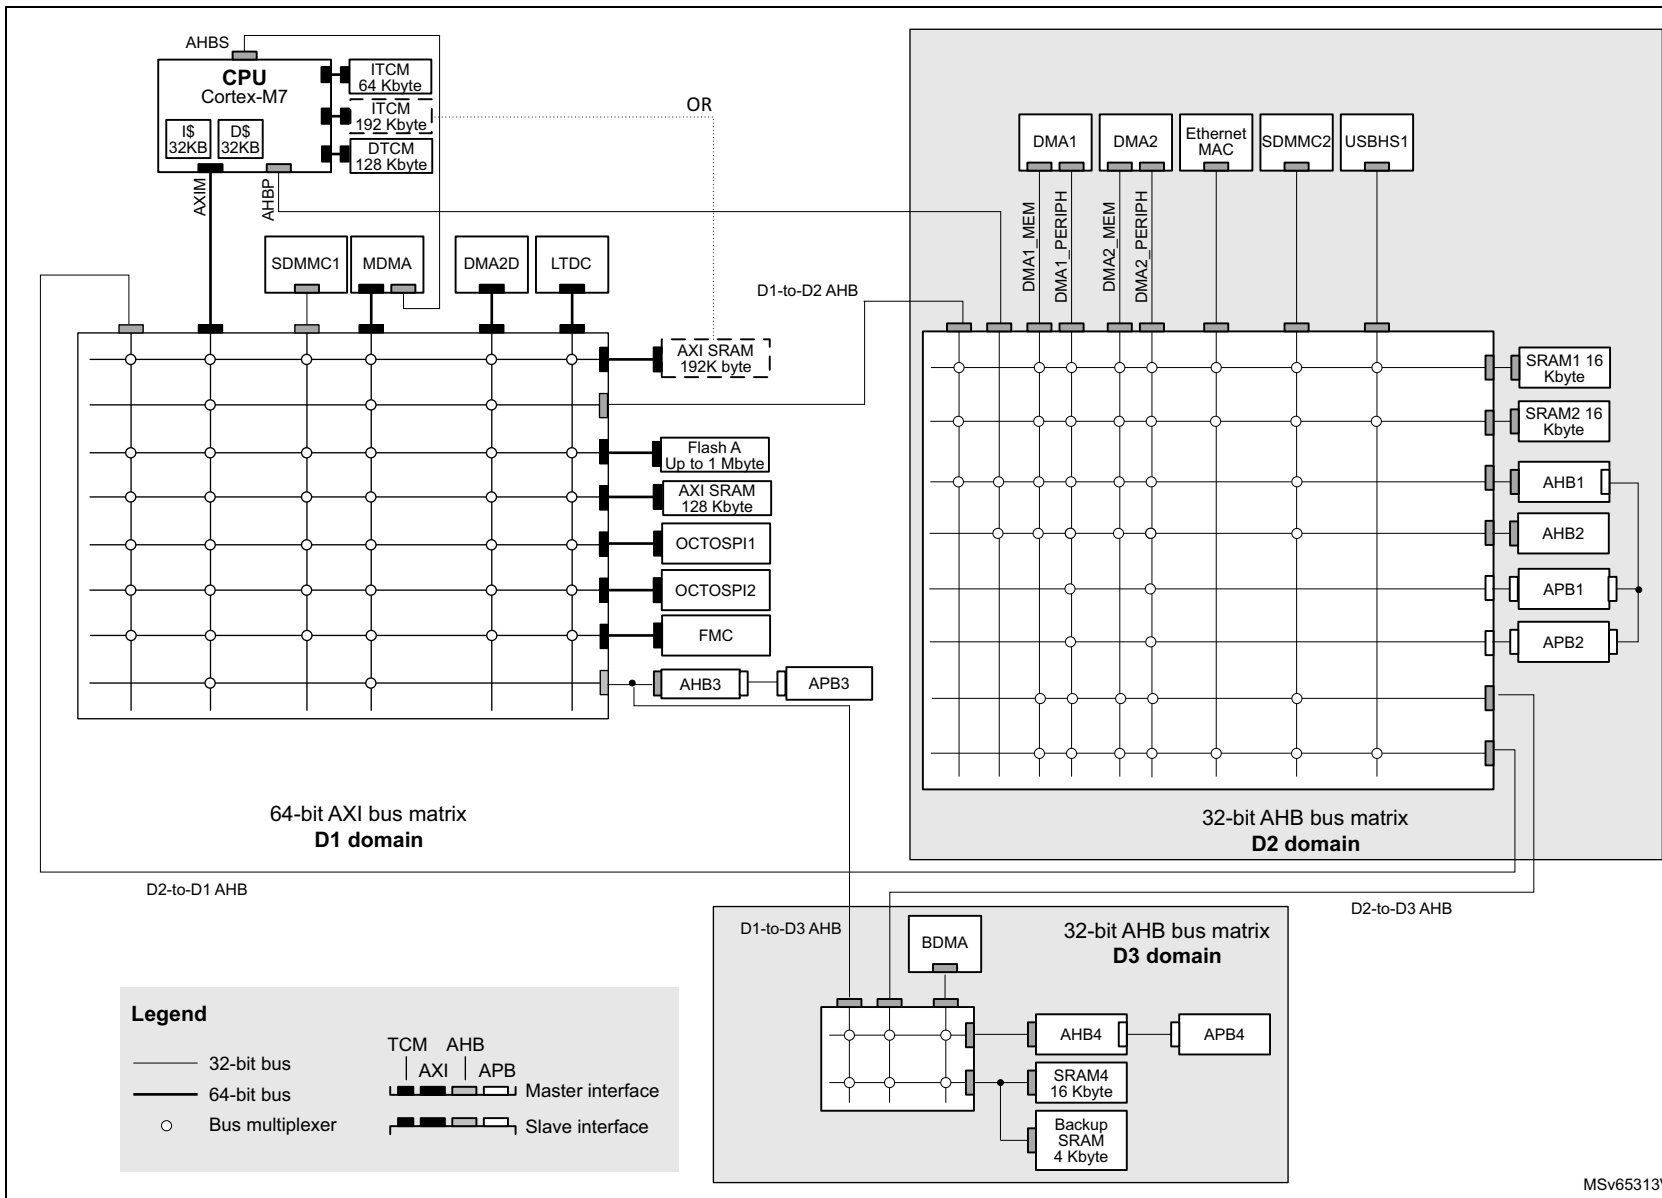 AHBS
CPU
Cortex-M7
I$
32KB
D$
32KB
ITCM
64 Kbyte
ITCM
192 Kbyte
DTCM
128 Kbyte
OR
AXIM
AHBP
SDMMC1
MDMA
DMA2D
LTDC
D1-to-D2 AHB
AXI SRAM
192K byte
Flash A
Up to 1 Mbyte
AXI SRAM
128 Kbyte
OCTOSPI1
OCTOSPI2
FMC
AHB3
APB3
64-bit AXI bus matrix
D1 domain
DMA1
DMA2
Ethernet
MAC
SDMMC2
USBHS1
DMA1_MEM
DMA1_PERIPH
DMA2_MEM
DMA2_PERIPH
SRAM1 16
Kbyte
SRAM2 16
Kbyte
AHB1
AHB2
APB1
APB2
32-bit AHB bus matrix
D2 domain
D2-to-D1 AHB
D2-to-D3 AHB
D1-to-D3 AHB
BDMA
32-bit AHB bus matrix
D3 domain
AHB4
APB4
SRAM4
16 Kbyte
Backup
SRAM
4 Kbyte
Legend
32-bit bus
64-bit bus
Bus multiplexer
TCM
AHB
AXI
APB
Master interface
Slave interface